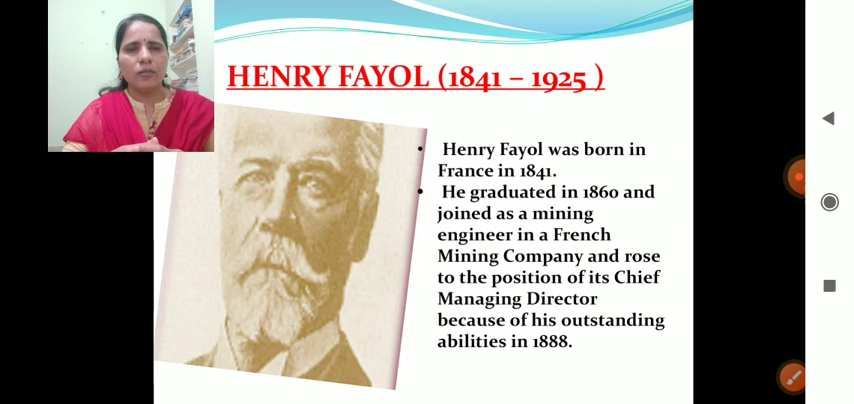 HENRY FAYOL (1841 – 1925 )
• Henry Fayol was born in
France in 1841.
• He graduated in 1860 and
joined as a mining
engineer in a French
Mining Company and rose
to the position of its Chief
Managing Director
because of his outstanding
abilities in 1888.